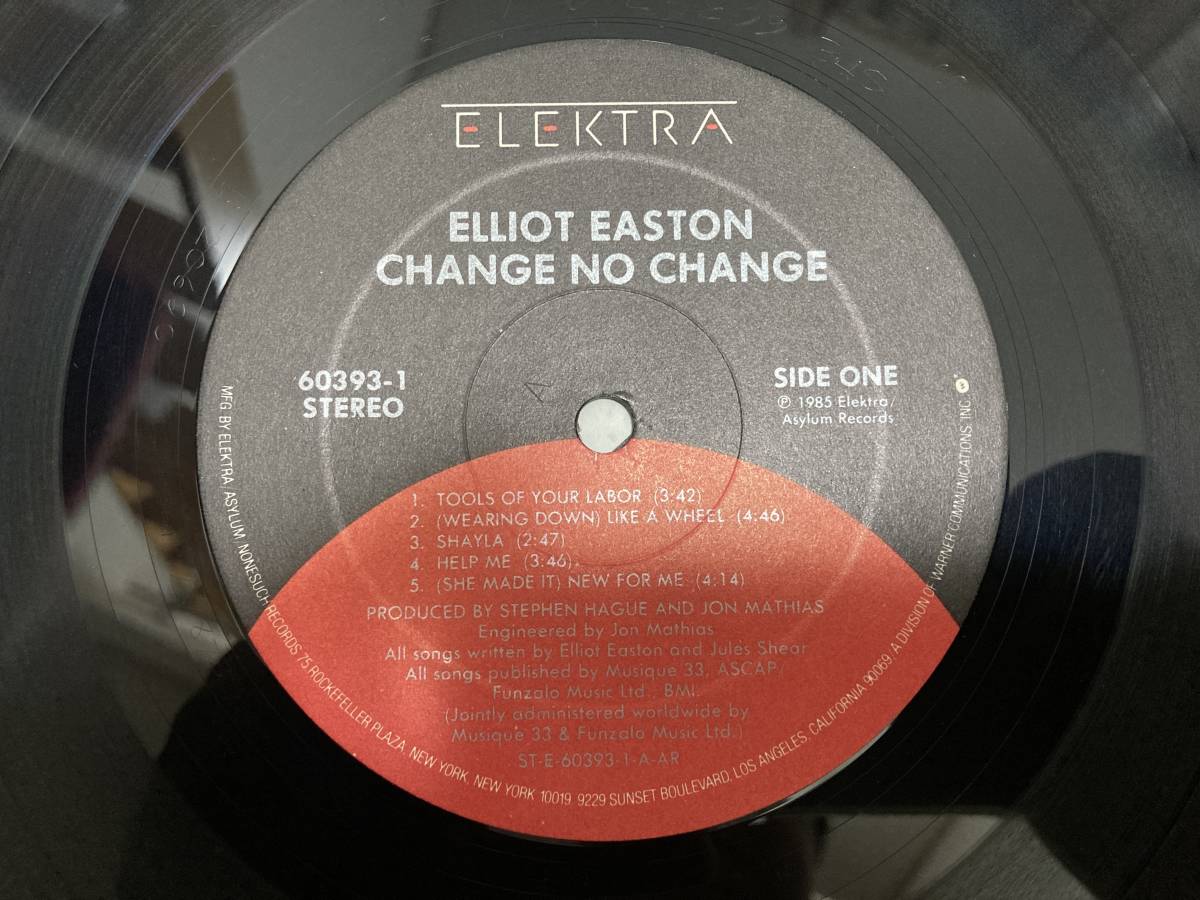 ELEKTRA
ELLIOT EASTON
CHANGE NO CHANGE
60393-1
STEREO
SIDE ONE
℗ 1985 Elektra/
Asylum Records
1. TOOLS OF YOUR LABOR (3:42)
2. (WEARING DOWN) LIKE A WHEEL (4:46)
3. SHAYLA (2:47)
4. HELP ME (3:46)
5. (SHE MADE IT) NEW FOR ME (4:14)
PRODUCED BY STEPHEN HAGUE AND JON MATHIAS
Engineered by Jon Mathias
All songs written by Elliot Easton and Jules Shear
All songs published by Musique 33, ASCAP/
Funzalo Music Ltd., BMI.
(Jointly administered worldwide by
Musique 33 & Funzalo Music Ltd.)
ST-E-60393-1-A-AR
MFG. BY ELEKTRA/ASYLUM/NONESUCH RECORDS 75 ROCKEFELLER PLAZA, NEW YORK, NEW YORK 10019 9229 SUNSET BOULEVARD, LOS ANGELES, CALIFORNIA 90069 • A DIVISION OF WARNER COMMUNICATIONS, INC.